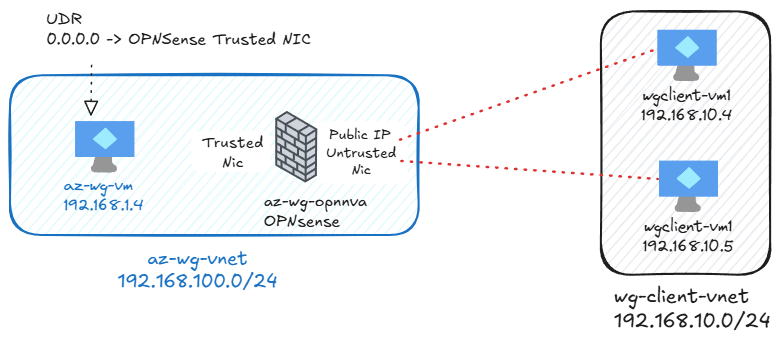 UDR
0.0.0.0 -> OPNSense Trusted NIC
Trusted
Nic
Public IP
Untrusted
Nic
az-wg-vm
192.168.1.4
az-wg-opnnva
OPNsense
az-wg-vnet
192.168.100.0/24
wgclient-vm1
192.168.10.4
wgclient-vm1
192.168.10.5
wg-client-vnet
192.168.10.0/24